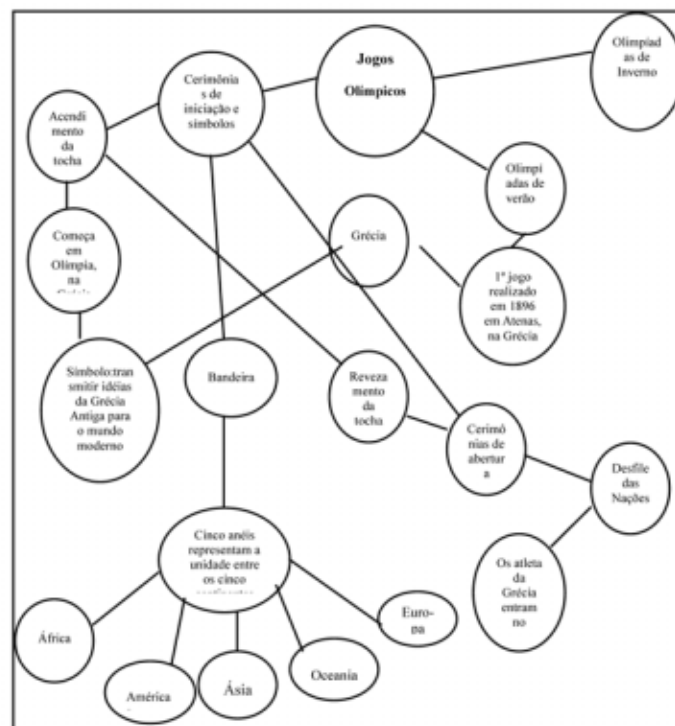 Jogos
Olímpicos
Olimpíad
as de
Inverno
Cerimônia
s de
iniciação e
símbolos
Acendi
mento
da
tocha
Olimpí
adas de
verão
Começa
em
Olímpia,
na
Grécia
1º jogo
realizado
em 1896
em Atenas,
na Grécia
Símbolo:tran
smitir idéias
da Grécia
Antiga para
o mundo
moderno
Bandeira
Reveza
mento
da
tocha
Cerimô
nias de
abertur
a
Desfile
das
Nações
Cinco anéis
representam a
unidade entre
os cinco
Os atleta
da
Grécia
entram
no
África
América
Ásia
Oceania
Euro-
pa